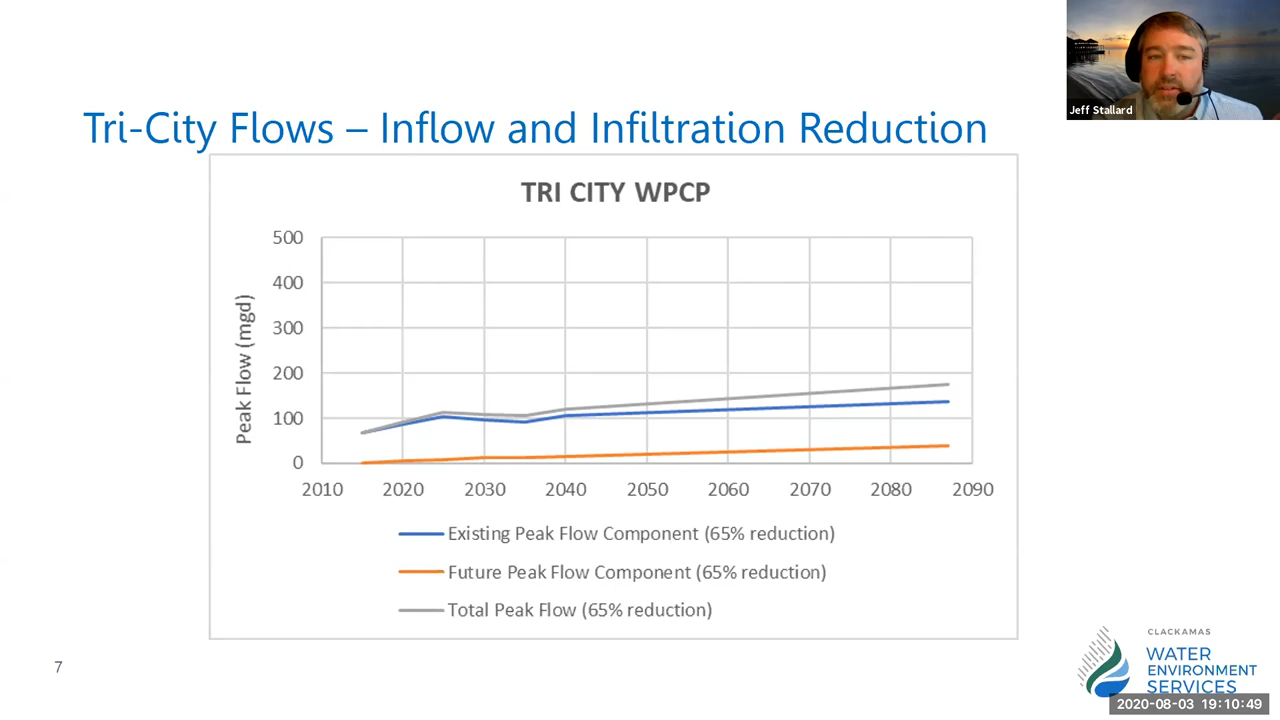 Jeff Stallard
Tri-City Flows – Inflow and Infiltration Reduction
TRI CITY WPCP
Peak Flow (mgd)
500
400
300
200
100
0
2010 2020 2030 2040 2050 2060 2070 2080 2090
Existing Peak Flow Component (65% reduction)
Future Peak Flow Component (65% reduction)
Total Peak Flow (65% reduction)
7
CLACKAMAS
WATER
ENVIRONMENT
SERVICES
2020-08-03 19:10:49